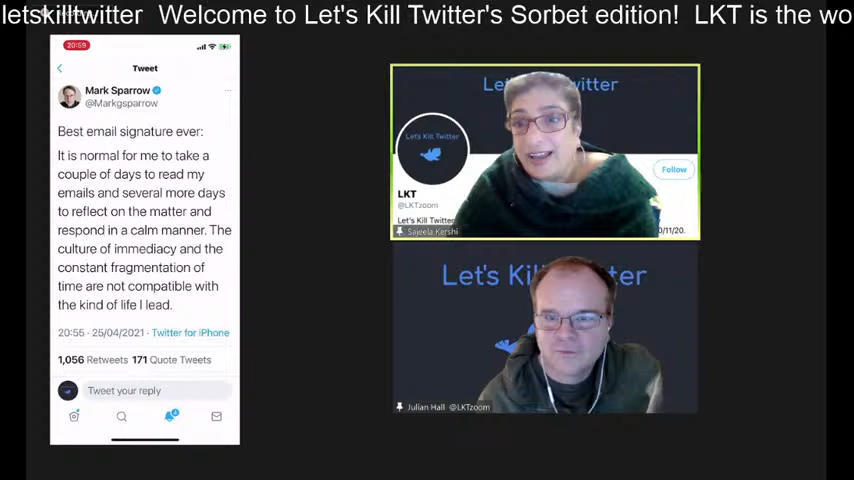 letskilltwitter  Welcome to Let's Kill Twitter's Sorbet edition!  LKT is the wo
20:59
Tweet
Mark Sparrow
@Markgsparrow
Best email signature ever:
It is normal for me to take a
couple of days to read my
emails and several more days
to reflect on the matter and
respond in a calm manner. The
culture of immediacy and the
constant fragmentation of
time are not compatible with
the kind of life I lead.
20:55 · 25/04/2021 · Twitter for iPhone
1,056 Retweets 171 Quote Tweets
Tweet your reply
Let's Kill Twitter
Follow
LKT
@LKTzoom
Let's Kill Twitter
0/11/20.
Sajeela Kershi
Julian Hall @LKTzoom